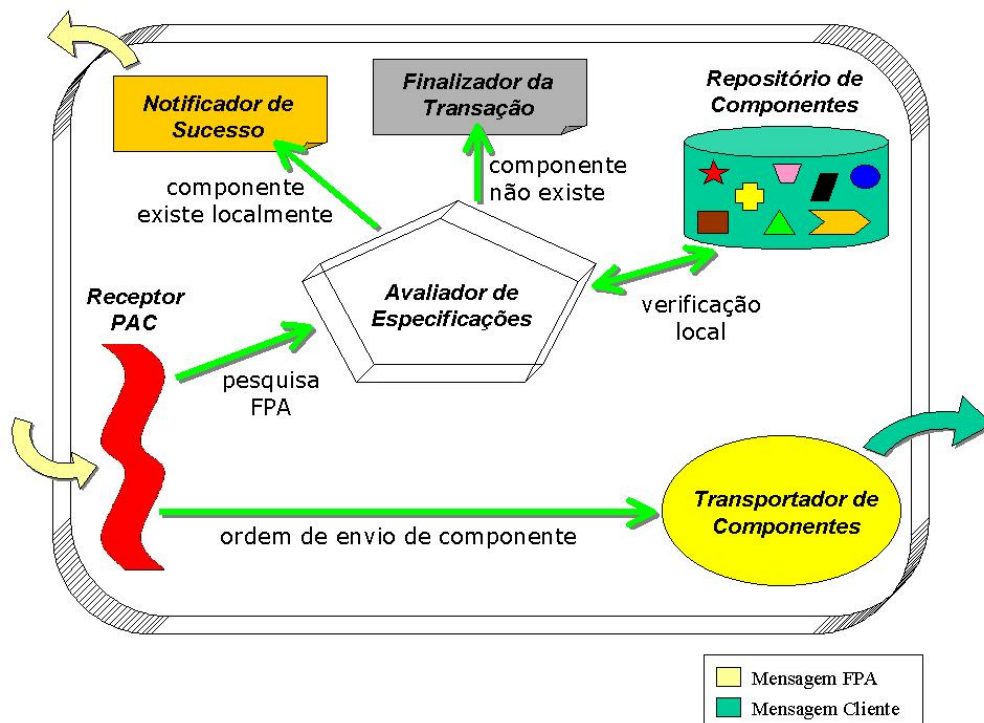 Notificador de
Sucesso
Finalizador da
Transação
Repositório de
Componentes
componente
existe localmente
componente
não existe
Receptor
PAC
Avaliador de
Especificações
verificação
local
pesquisa
FPA
Transportador de
Componentes
ordem de envio de componente
Mensagem FPA
Mensagem Cliente